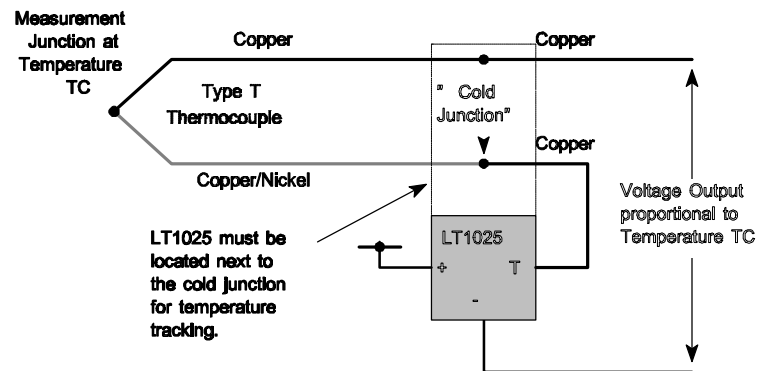 Measurement
Junction at
Temperature
TC
Copper
Copper
Type T
Thermocouple
" Cold
Junction"
Copper
Copper/Nickel
Voltage Output
proportional to
Temperature TC
LT1025 must be
located next to
the cold junction
for temperature
tracking.
LT1025
+
T
-